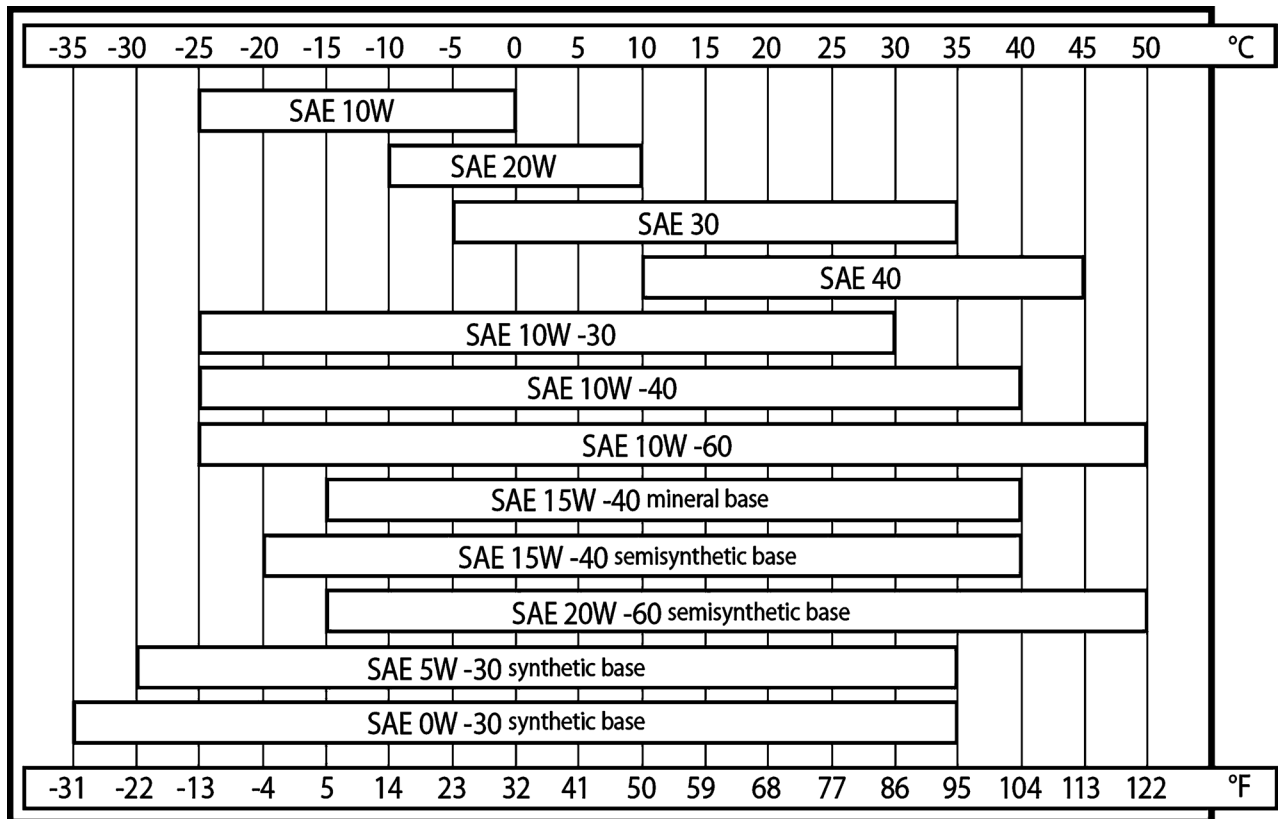 -35 -30 -25 -20 -15 -10 -5 0 5 10 15 20 25 30 35 40 45 50 °C
SAE 10W
SAE 20W
SAE 30
SAE 40
SAE 10W -30
SAE 10W -40
SAE 10W -60
SAE 15W -40 mineral base
SAE 15W -40 semisynthetic base
SAE 20W -60 semisynthetic base
SAE 5W -30 synthetic base
SAE 0W -30 synthetic base
-31 -22 -13 -4 5 14 23 32 41 50 59 68 77 86 95 104 113 122 °F